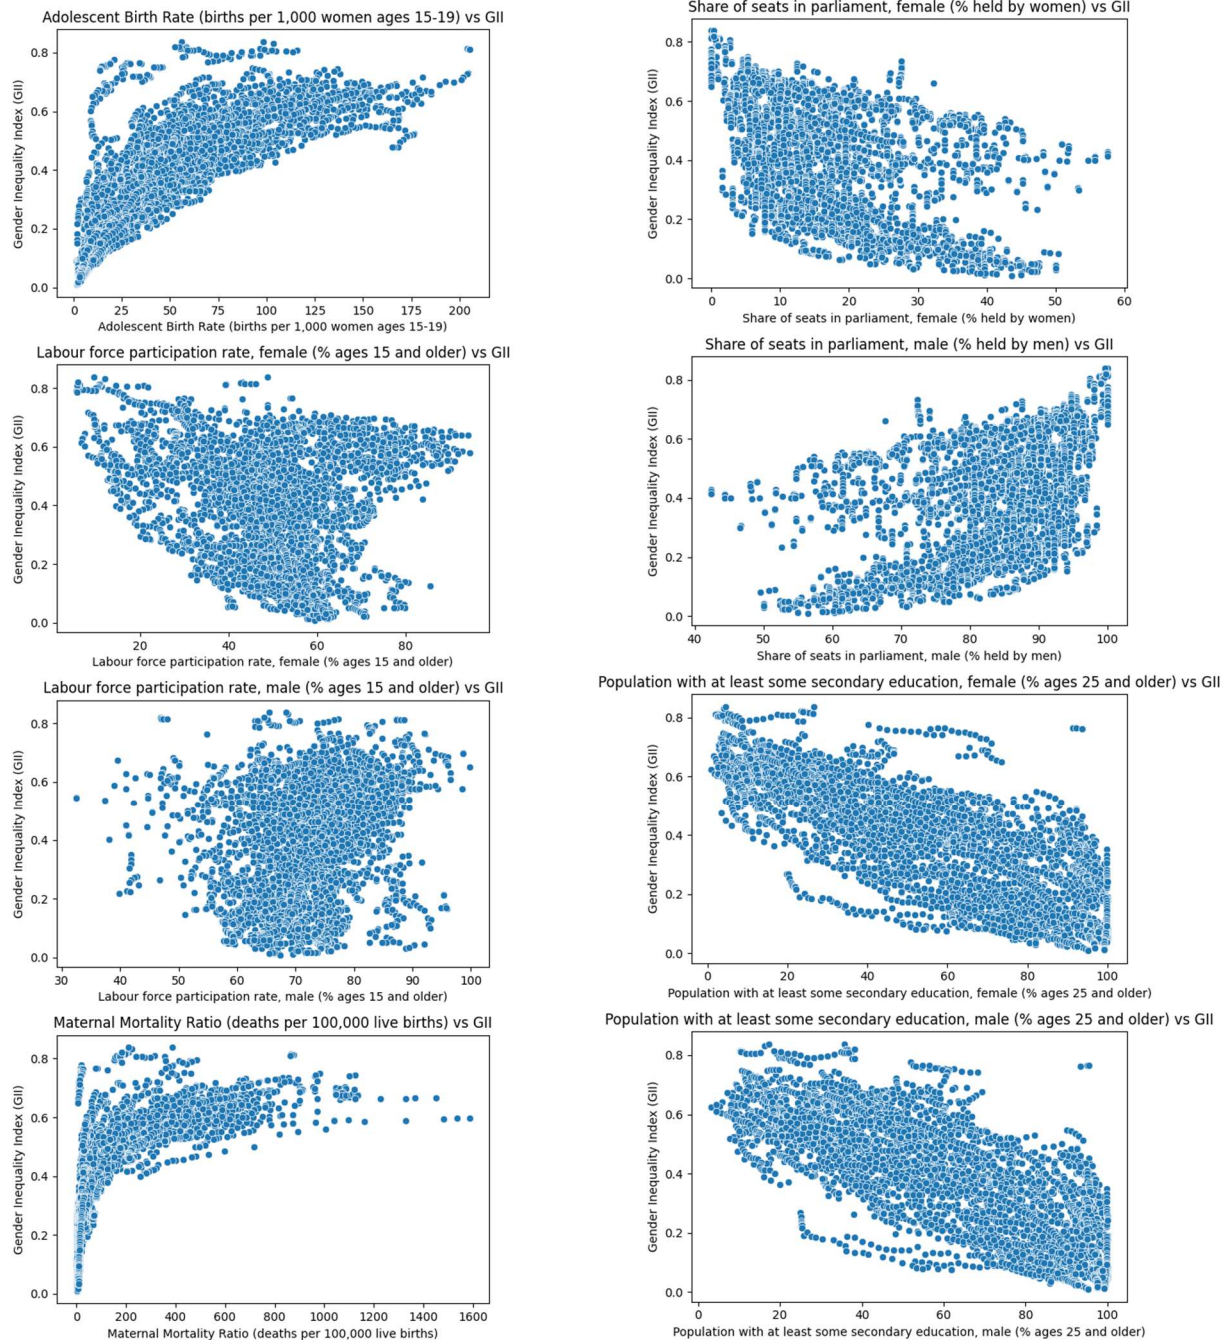 Adolescent Birth Rate (births per 1,000 women ages 15-19) vs GII
0.8
0.6
0.4
0.2
0.0
Gender Inequality Index (GII)
0 25 50 75 100 125 150 175 200
Adolescent Birth Rate (births per 1,000 women ages 15-19)
Share of seats in parliament, female (% held by women) vs GII
0.8
0.6
0.4
0.2
0.0
Gender Inequality Index (GII)
0 10 20 30 40 50 60
Share of seats in parliament, female (% held by women)
Labour force participation rate, female (% ages 15 and older) vs GII
0.8
0.6
0.4
0.2
0.0
Gender Inequality Index (GII)
20 40 60 80
Labour force participation rate, female (% ages 15 and older)
Share of seats in parliament, male (% held by men) vs GII
0.8
0.6
0.4
0.2
0.0
Gender Inequality Index (GII)
40 50 60 70 80 90 100
Share of seats in parliament, male (% held by men)
Labour force participation rate, male (% ages 15 and older) vs GII
0.8
0.6
0.4
0.2
0.0
Gender Inequality Index (GII)
30 40 50 60 70 80 90 100
Labour force participation rate, male (% ages 15 and older)
Population with at least some secondary education, female (% ages 25 and older) vs GII
0.8
0.6
0.4
0.2
0.0
Gender Inequality Index (GII)
0 20 40 60 80 100
Population with at least some secondary education, female (% ages 25 and older)
Maternal Mortality Ratio (deaths per 100,000 live births) vs GII
0.8
0.6
0.4
0.2
0.0
Gender Inequality Index (GII)
0 200 400 600 800 1000 1200 1400 1600
Maternal Mortality Ratio (deaths per 100,000 live births)
Population with at least some secondary education, male (% ages 25 and older) vs GII
0.8
0.6
0.4
0.2
0.0
Gender Inequality Index (GII)
0 20 40 60 80 100
Population with at least some secondary education, male (% ages 25 and older)